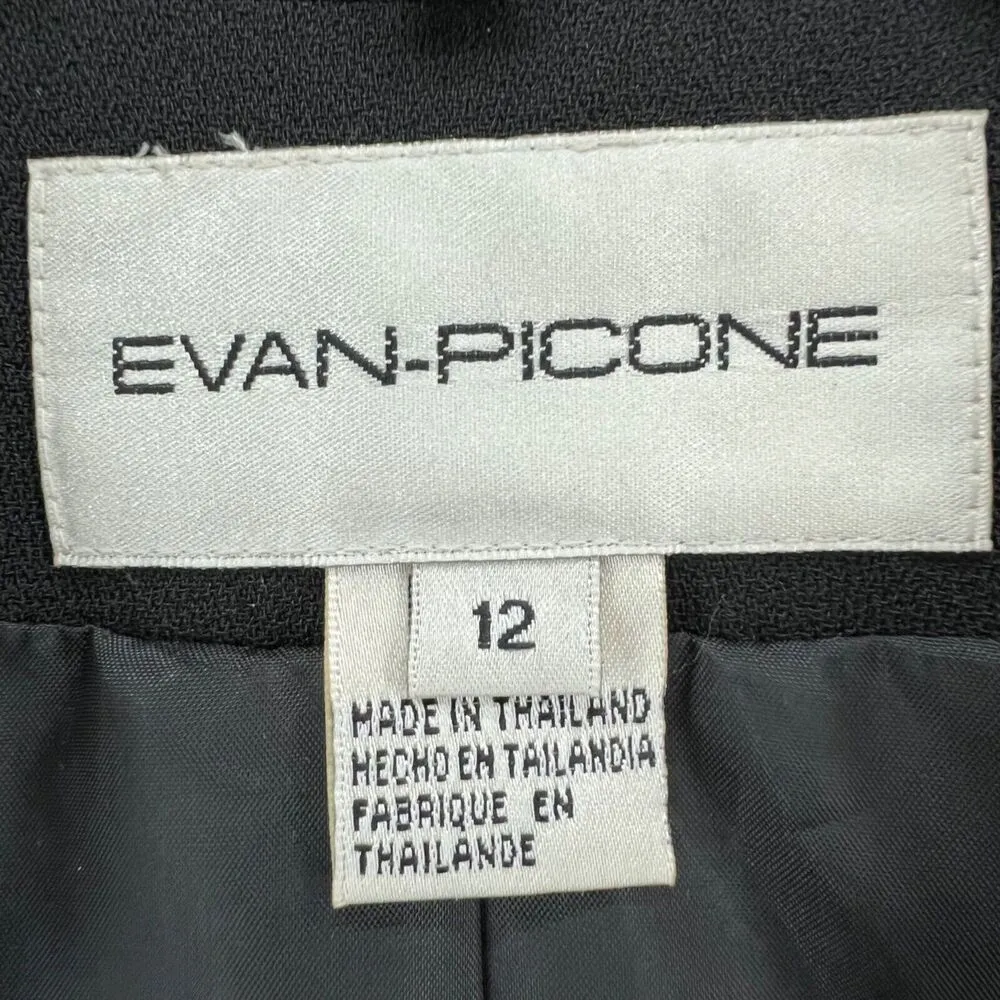 EVAN-PICONE
12
MADE IN THAILAND
HECHO EN TAILANDIA
FABRIQUE EN
THAILANDE